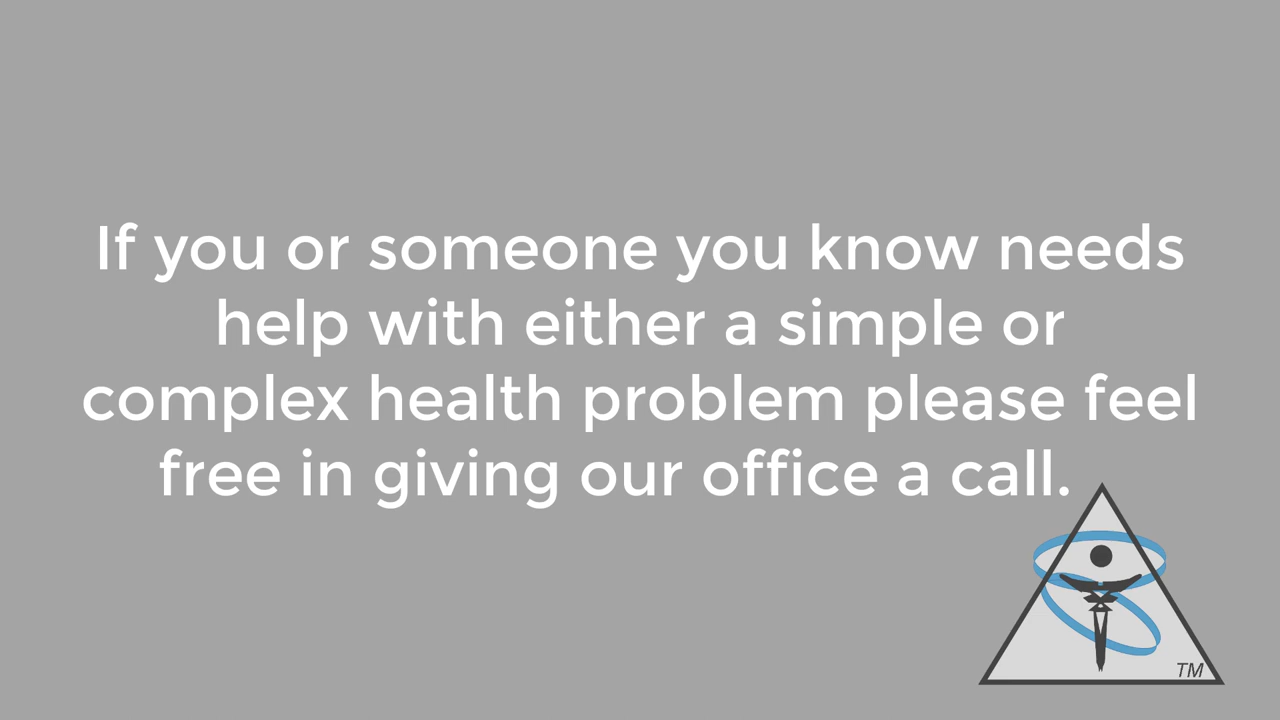 If you or someone you know needs
help with either a simple or
complex health problem please feel
free in giving our office a call.
TM